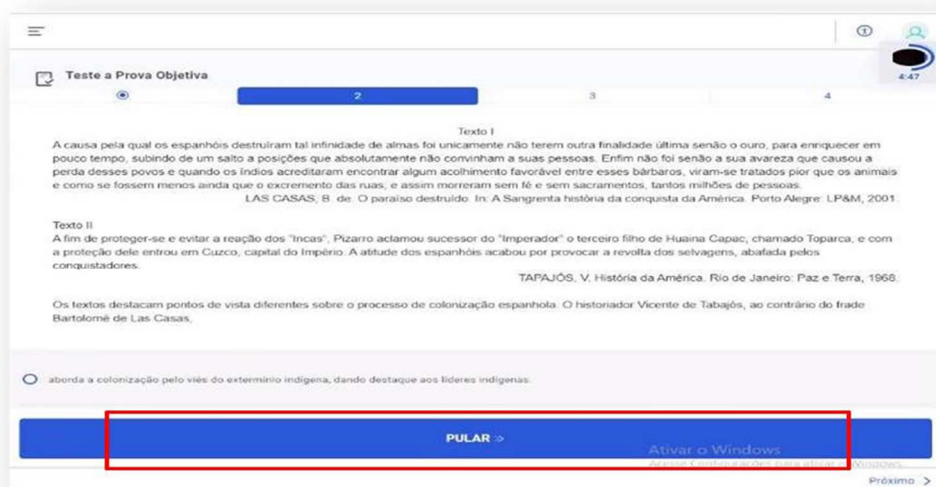 Teste a Prova Objetiva
4:47
2
3
4
Texto I
A causa pela qual os espanhóis destruíram tal infinidade de almas foi unicamente não terem outra finalidade última senão o ouro, para enriquecer em
pouco tempo, subindo de um salto a posições que absolutamente não convinham a suas pessoas. Enfim não foi senão a sua avareza que causou a
perda desses povos e quando os índios acreditaram encontrar algum acolhimento favorável entre esses bárbaros, viram-se tratados pior que os animais
e como se fossem menos ainda que o excremento das ruas, e assim morreram sem fé e sem sacramentos, tantos milhões de pessoas.
LAS CASAS, B. de. O paraíso destruído. In: A Sangrenta história da conquista da América. Porto Alegre: LP&M, 2001.
Texto II
A fim de proteger-se e evitar a reação dos "Incas", Pizarro aclamou sucessor do "Imperador" o terceiro filho de Huaina Capac, chamado Toparca, e com
a proteção dele entrou em Cuzco, capital do Império. A atitude dos espanhóis acabou por provocar a revolta dos selvagens, abafada pelos
conquistadores.
TAPAJÓS, V. História da América. Rio de Janeiro: Paz e Terra, 1968.
Os textos destacam pontos de vista diferentes sobre o processo de colonização espanhola. O historiador Vicente de Tabajós, ao contrário do frade
Bartolomé de Las Casas,
aborda a colonização pelo viés do extermínio indígena, dando destaque aos líderes indígenas.
PULAR »
Ativar o Windows
Acesse Configurações para ativar o Windows.
Próximo >